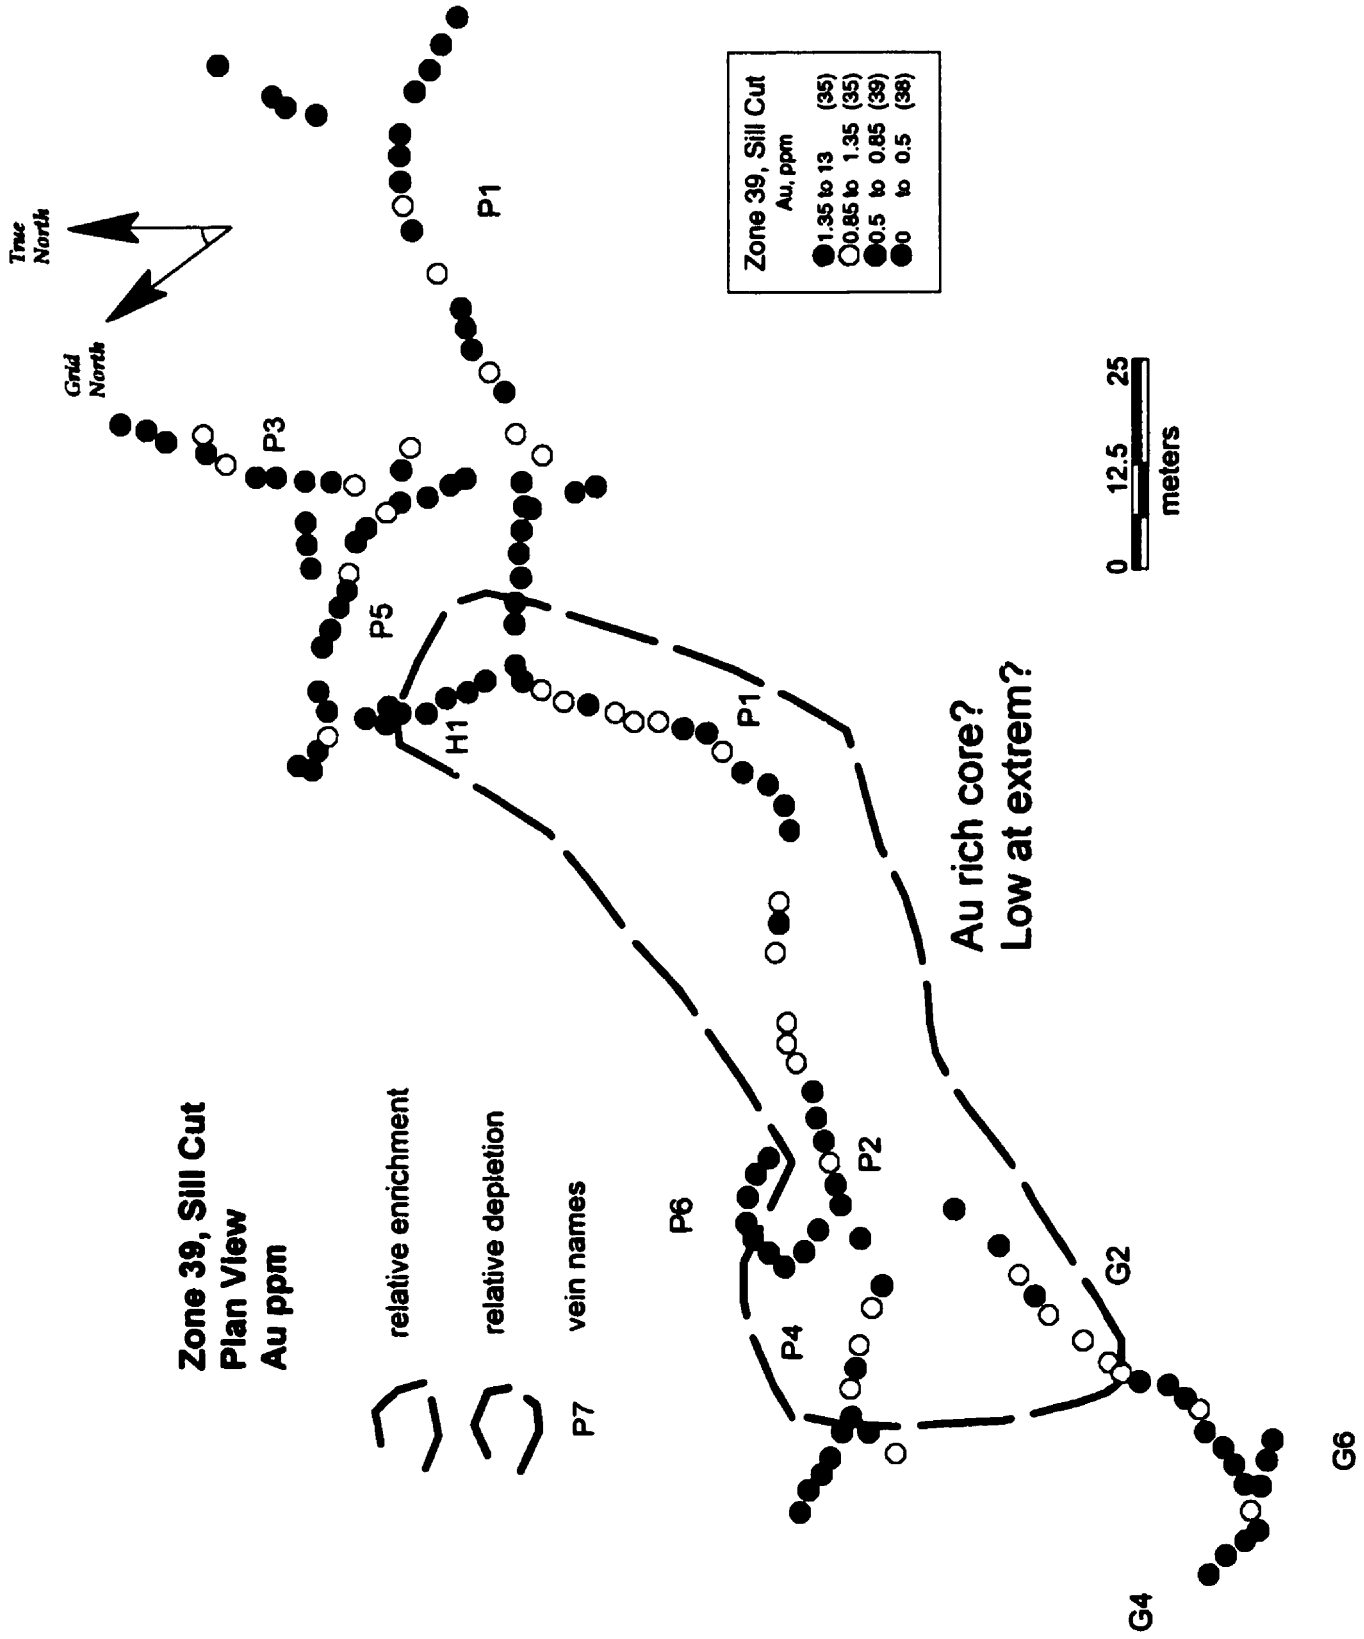 Zone 39, Sill Cut
Plan View
Au ppm
relative enrichment
relative depletion
P7 vein names
Grid
North
True
North
P3
P1
P5
H1
P1
P6
P2
P4
G2
G4
G6
Au rich core?
Low at extrem?
Zone 39, Sill Cut
Au, ppm
1.35 to 13 (35)
0.85 to 1.35 (35)
0.5 to 0.85 (39)
0 to 0.5 (38)
0 12.5 25
meters